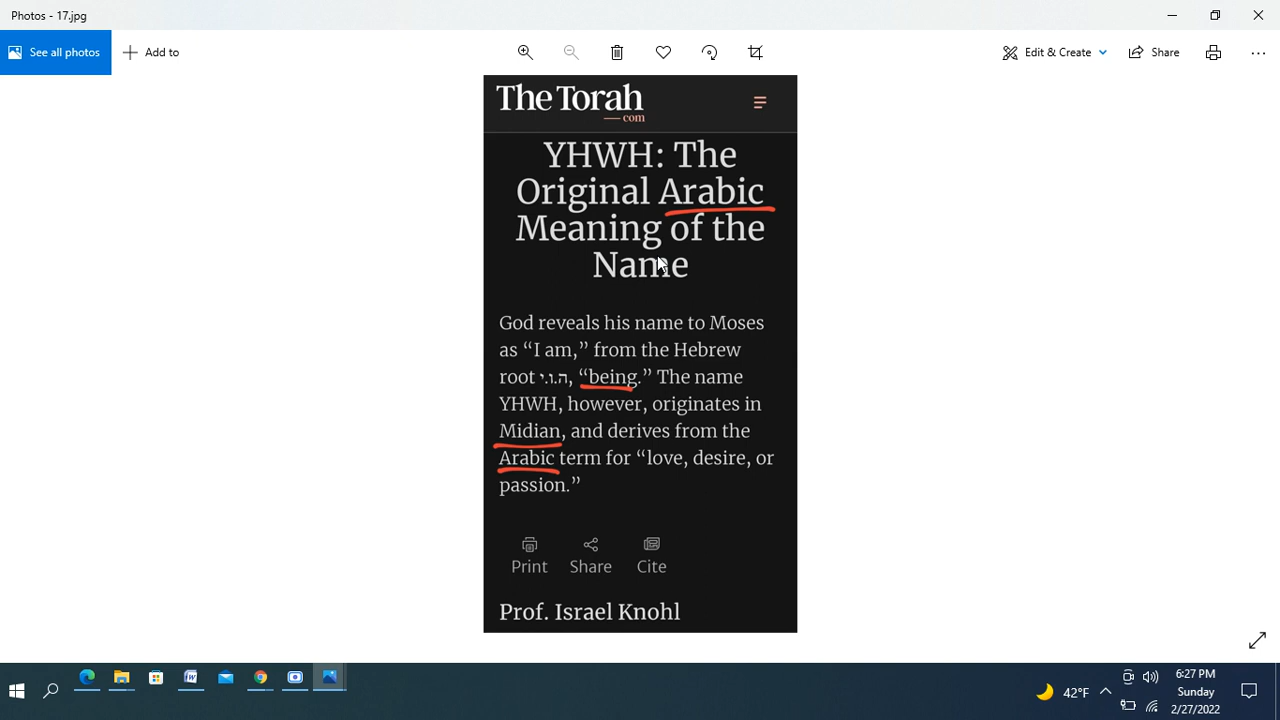 Photos - 17.jpg
See all photos
Add to
Edit & Create
Share
The Torah
com
YHWH: The
Original Arabic
Meaning of the
Name
God reveals his name to Moses
as “I am,” from the Hebrew
root ה.ו.י, “being.” The name
YHWH, however, originates in
Midian, and derives from the
Arabic term for “love, desire, or
passion.”
Print Share Cite
Prof. Israel Knohl
42°F
6:27 PM
Sunday
2/27/2022